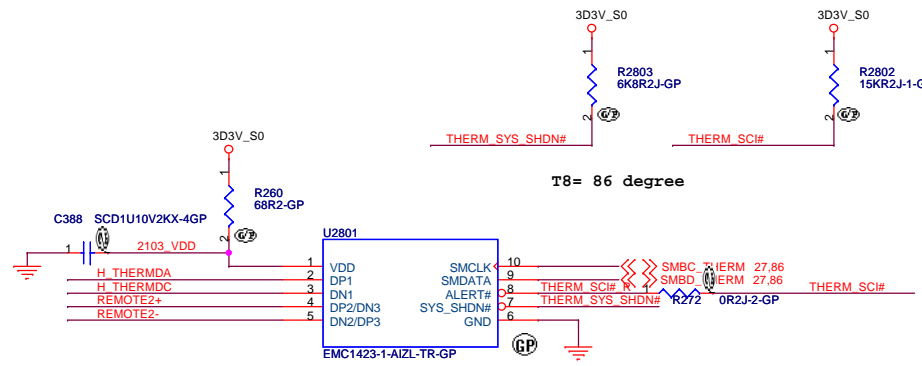 3D3V_S0
3D3V_S0
1
1
R2803
6K8R2J-GP
R2802
15KR2J-1-G
2
G/P
2
G/P
THERM_SYS_SHDN#
THERM_SCI#
3D3V_S0
T8= 86 degree
1
R260
68R2-GP
C388 SCD1U10V2KX-4GP
2
G/P
U2801
1
2103_VDD
1 VDD
SMCLK 10
SMBC_THERM 27,86
H_THERMDA
2 DP1
SMDATA 9
SMBD_THERM 27,86
H_THERMDC
3 DN1
ALERT# 8
THERM_SCI#_R
1
THERM_SCI#
REMOTE2+
4 DP2/DN3
SYS_SHDN# 7
THERM_SYS_SHDN#
R272
0R2J-2-GP
REMOTE2-
5 DN2/DP3
GND 6
GP
EMC1423-1-AIZL-TR-GP